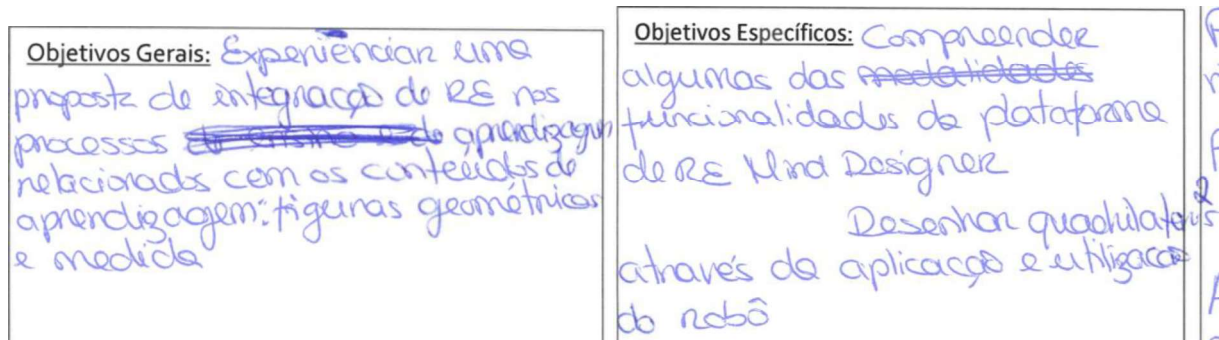 Objetivos Gerais: Experienciar uma
proposta de integração de RE nos
processos de aprendizagem
relacionados com os conteúdos de
aprendizagem: figuras geométricas
e medida
Objetivos Específicos: Compreender
algumas das modalidades
funcionalidades da plataforma
de RE Mind Designer
Desenhar quadriláteros
através da aplicação e utilização
do robô